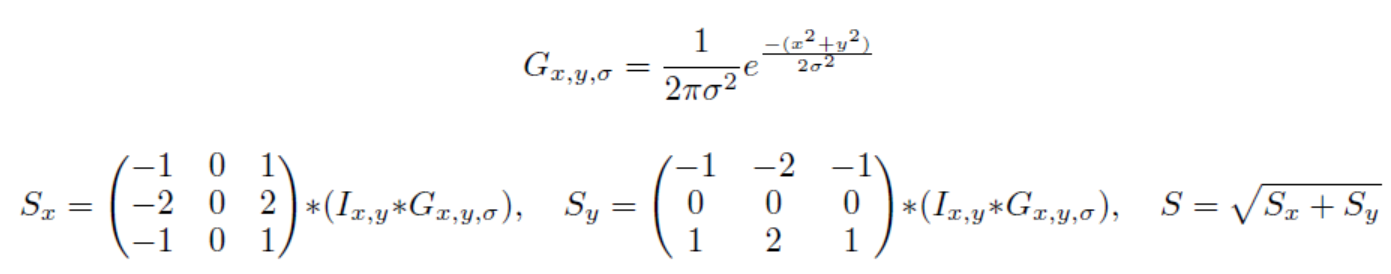 G_{x,y,σ} = \frac{1}{2πσ^2} e^{\frac{-(x^2+y^2)}{2σ^2}}
S_x = \begin{pmatrix} -1 & 0 & 1 \\ -2 & 0 & 2 \\ -1 & 0 & 1 \end{pmatrix} * (I_{x,y} * G_{x,y,σ}), S_y = \begin{pmatrix} -1 & -2 & -1 \\ 0 & 0 & 0 \\ 1 & 2 & 1 \end{pmatrix} * (I_{x,y} * G_{x,y,σ}), S = \sqrt{S_x + S_y}